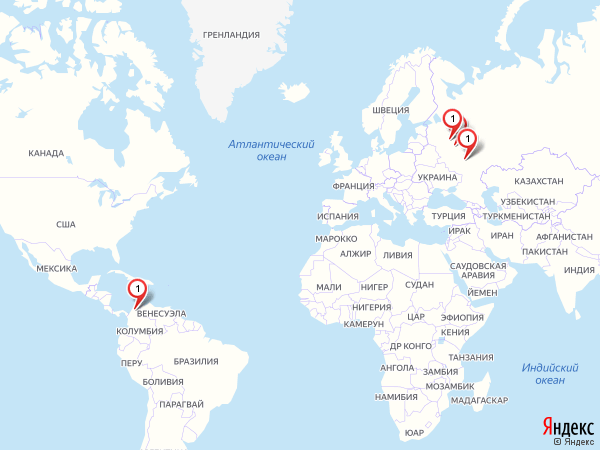 ГРЕНЛАНДИЯ
ШВЕЦИЯ
1
1
Атлантический
океан
КАНАДА
УКРАИНА
ФРАНЦИЯ
КАЗАХСТАН
УЗБЕКИСТАН
США
ИСПАНИЯ
ТУРЦИЯ
ТУРКМЕНИСТАН
ИРАК
ИРАН
АФГАНИСТАН
МАРОККО
АЛЖИР
ЛИВИЯ
ПАКИСТАН
МЕКСИКА
САУДОВСКАЯ
АРАВИЯ
ИНДИЯ
1
МАЛИ
НИГЕР
СУДАН
ЙЕМЕН
ВЕНЕСУЭЛА
НИГЕРИЯ
ЦАР
ЭФИОПИЯ
КАМЕРУН
КОЛУМБИЯ
КЕНИЯ
ДР КОНГО
ПЕРУ
БРАЗИЛИЯ
ТАНЗАНИЯ
АНГОЛА
ЗАМБИЯ
Индийский
океан
БОЛИВИЯ
МОЗАМБИК
НАМИБИЯ
МАДАГАСКАР
ПАРАГВАЙ
ЮАР
Яндекс